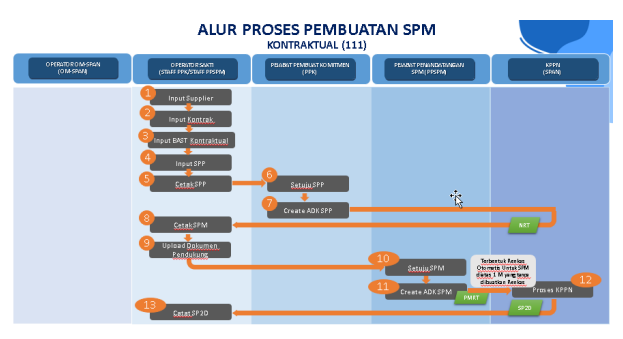 ALUR PROSES PEMBUATAN SPM
KONTRAKTUAL (111)
OPERATOR OM-SPAN
(OM-SPAN)
OPERATOR SAKTI
(STAFF PPK/STAFF PPSPM)
PEJABAT PEMBUAT KOMITMEN
(PPK)
PEJABAT PENANDATANGAN
SPM (PPSPM)
KPPN
(SPAN)
1
Input Supplier
2
Input Kontrak
3
Input BAST Kontraktual
4
Input SPP
5
Cetak SPP
6
Setuju SPP
7
Create ADK SPP
8
Cetak SPM
NRT
9
Upload Dokumen
Pendukung
10
Setuju SPM
Terbentuk Renkas
Otomatis Untuk SPM
diatas 1 M yang tanpa
dibuatkan Renkas
11
Create ADK SPM
PMRT
12
Proses KPPN
13
Catat SP2D
SP2D